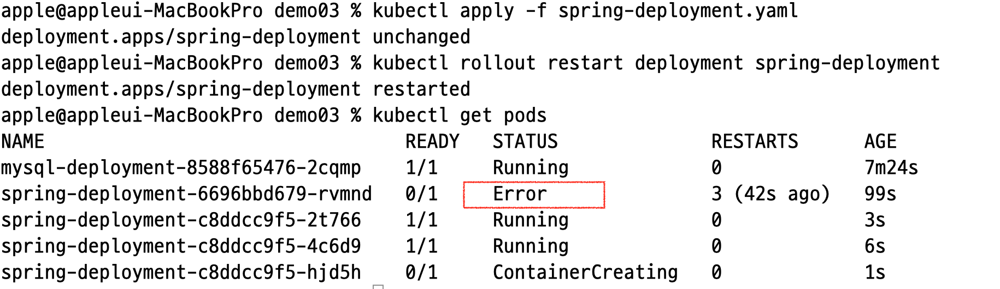 apple@appleui-MacBookPro demo03 % kubectl apply -f spring-deployment.yaml
deployment.apps/spring-deployment unchanged
apple@appleui-MacBookPro demo03 % kubectl rollout restart deployment spring-deployment
deployment.apps/spring-deployment restarted
apple@appleui-MacBookPro demo03 % kubectl get pods
NAME READY STATUS RESTARTS AGE
mysql-deployment-8588f65476-2cqmp 1/1 Running 0 7m24s
spring-deployment-6696bbd679-rvmnd 0/1 Error 3 (42s ago) 99s
spring-deployment-c8ddcc9f5-2t766 1/1 Running 0 3s
spring-deployment-c8ddcc9f5-4c6d9 1/1 Running 0 6s
spring-deployment-c8ddcc9f5-hjd5h 0/1 ContainerCreating 0 1s